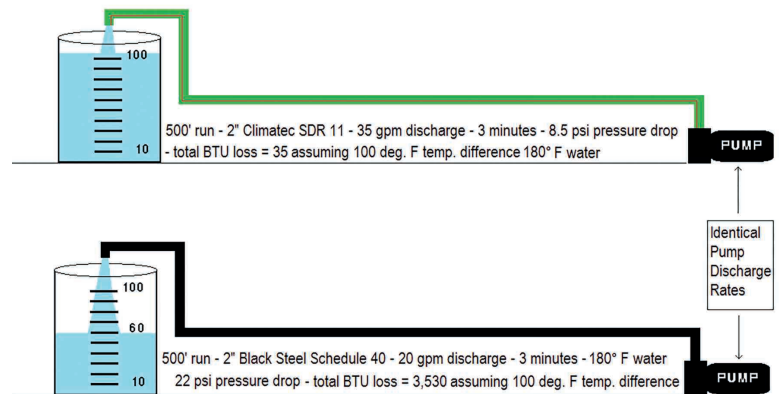 100
10
500' run - 2" Climatec SDR 11 - 35 gpm discharge - 3 minutes - 8.5 psi pressure drop
- total BTU loss = 35 assuming 100 deg. F temp. difference 180° F water
PUMP
Identical
Pump
Discharge
Rates
100
60
10
500' run - 2" Black Steel Schedule 40 - 20 gpm discharge - 3 minutes - 180° F water
22 psi pressure drop - total BTU loss = 3,530 assuming 100 deg. F temp. difference
PUMP